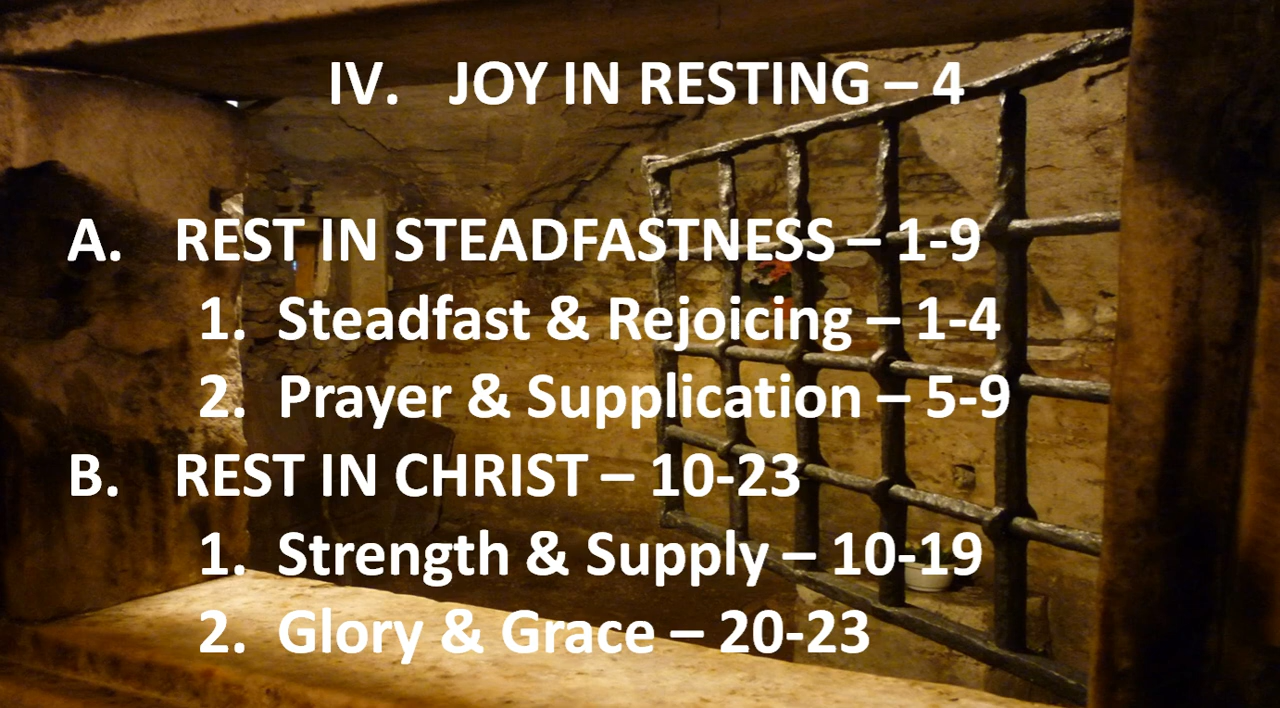 IV. JOY IN RESTING – 4
A. REST IN STEADFASTNESS – 1-9
1. Steadfast & Rejoicing – 1-4
2. Prayer & Supplication – 5-9
B. REST IN CHRIST – 10-23
1. Strength & Supply – 10-19
2. Glory & Grace – 20-23